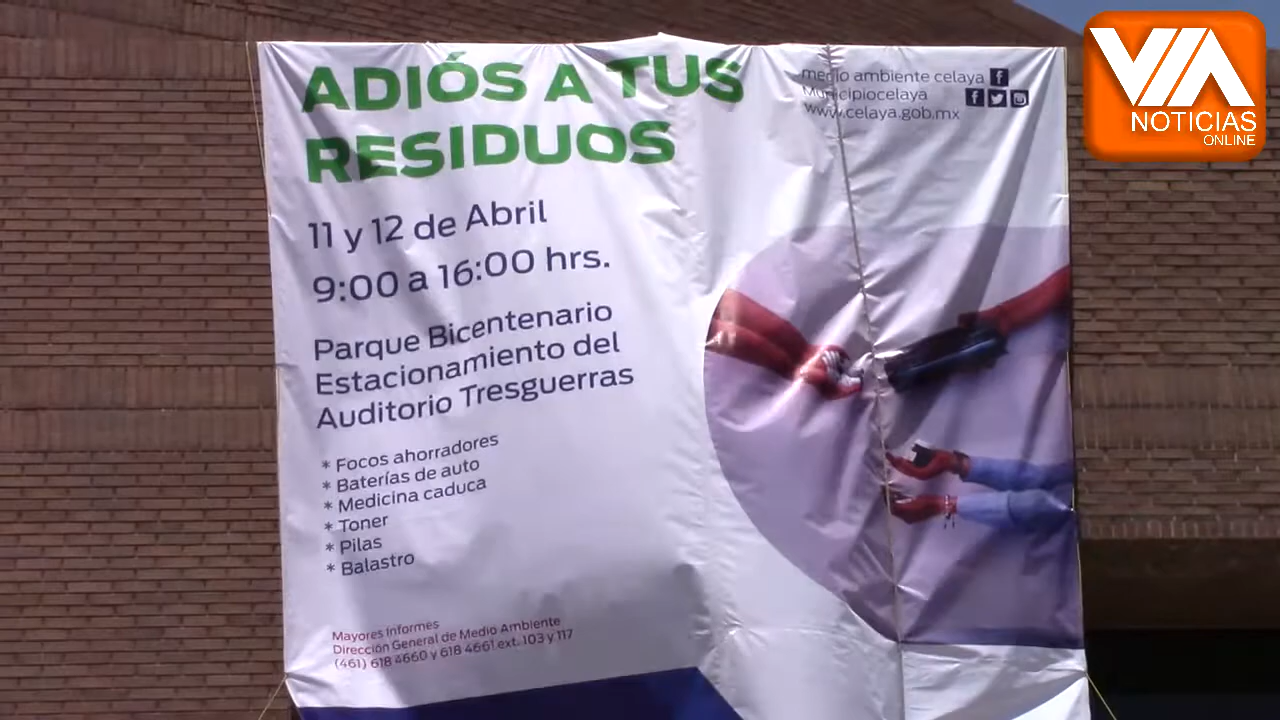 ADIÓS A TUS
RESIDUOS
11 y 12 de Abril
9:00 a 16:00 hrs.
Parque Bicentenario
Estacionamiento del
Auditorio Tresguerras
* Focos ahorradores
* Baterías de auto
* Medicina caduca
* Toner
* Pilas
* Balastro
Mayores Informes
Dirección General de Medio Ambiente
(461) 618 4660 y 618 4661 ext. 103 y 117
medio ambiente celaya
Municipiocelaya
www.celaya.gob.mx
VIA
NOTICIAS
ONLINE